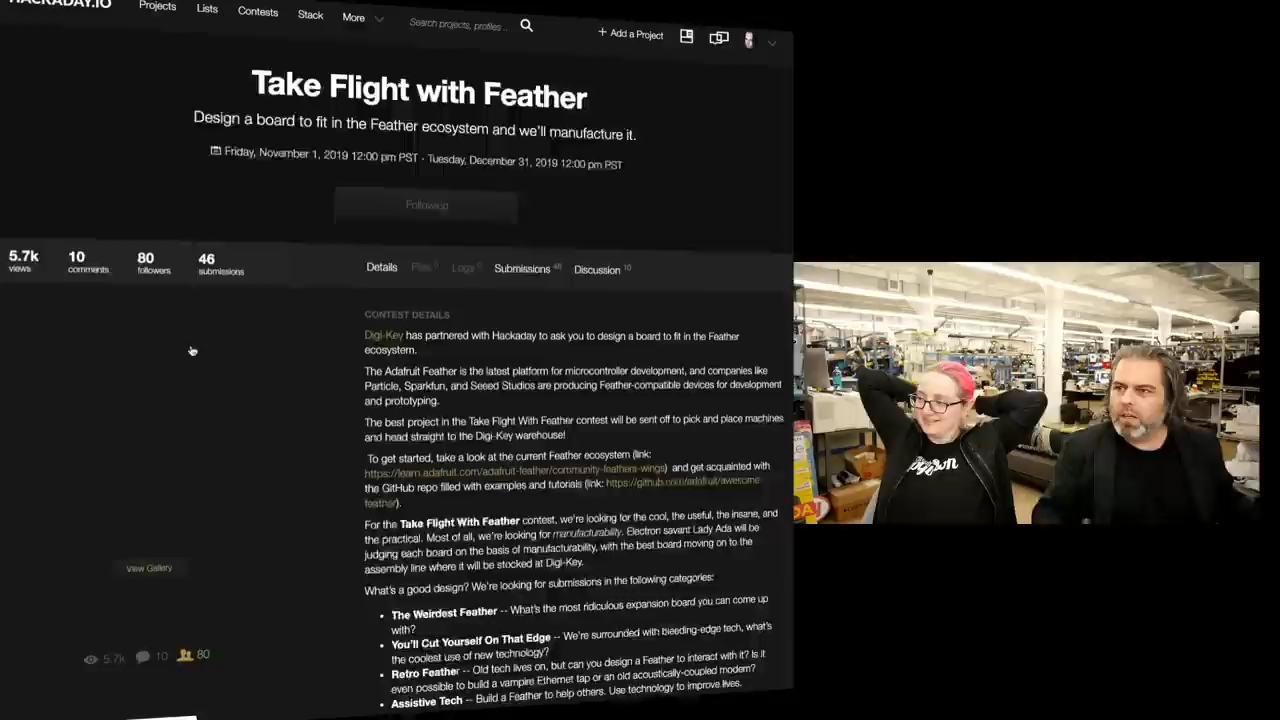 HACKADAY.IO
Projects Lists Contests Stack More Search projects, profiles .. + Add a Project
Take Flight with Feather
Design a board to fit in the Feather ecosystem and we'll manufacture it.
Friday, November 1, 2019 12:00 pm PST - Tuesday, December 31, 2019 12:00 pm PST
Following
5.7k views 10 comments 80 followers 46 submissions
Details Files 0 Logs 0 Submissions 46 Discussion 10
CONTEST DETAILS
Digi-Key has partnered with Hackaday to ask you to design a board to fit in the Feather
ecosystem.
The Adafruit Feather is the latest platform for microcontroller development, and companies like
Particle, Sparkfun, and Seeed Studios are producing Feather-compatible devices for development
and prototyping.
The best project in the Take Flight With Feather contest will be sent off to pick and place machines
and head straight to the Digi-Key warehouse!
To get started, take a look at the current Feather ecosystem (link:
https://learn.adafruit.com/adafruit-feather/community-feathers-wings) and get acquainted with
the GitHub repo filled with examples and tutorials (link: https://github.com/adafruit/awesome-
feather).
For the Take Flight With Feather contest, we're looking for the cool, the useful, the insane, and
the practical. Most of all, we're looking for manufacturability. Electron savant Lady Ada will be
judging each board on the basis of manufacturability, with the best board moving on to the
assembly line where it will be stocked at Digi-Key.
What's a good design? We're looking for submissions in the following categories:
• The Weirdest Feather -- What's the most ridiculous expansion board you can come up
with?
• You'll Cut Yourself On That Edge -- We're surrounded with bleeding-edge tech, what's
the coolest use of new technology?
• Retro Feather -- Old tech lives on, but can you design a Feather to interact with it? Is it
even possible to build a vampire Ethernet tap or an old acoustically-coupled modem?
• Assistive Tech -- Build a Feather to help others. Use technology to improve lives.
View Gallery
5.7k 10 80